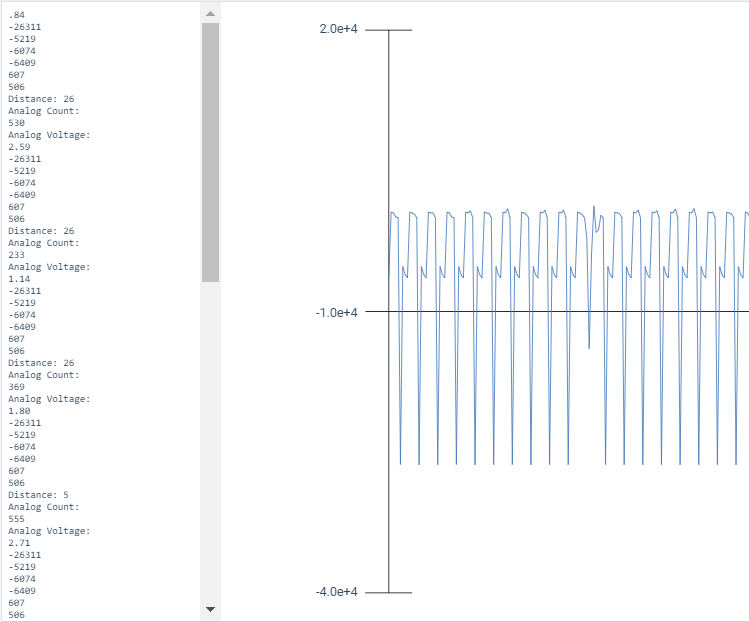 .84
-26311
-5219
-6074
-6409
607
506
Distance: 26
Analog Count:
530
Analog Voltage:
2.59
-26311
-5219
-6074
-6409
607
506
Distance: 26
Analog Count:
233
Analog Voltage:
1.14
-26311
-5219
-6074
-6409
607
506
Distance: 26
Analog Count:
369
Analog Voltage:
1.80
-26311
-5219
-6074
-6409
607
506
Distance: 5
Analog Count:
555
Analog Voltage:
2.71
-26311
-5219
-6074
-6409
607
506
2.0e+4
-1.0e+4
-4.0e+4